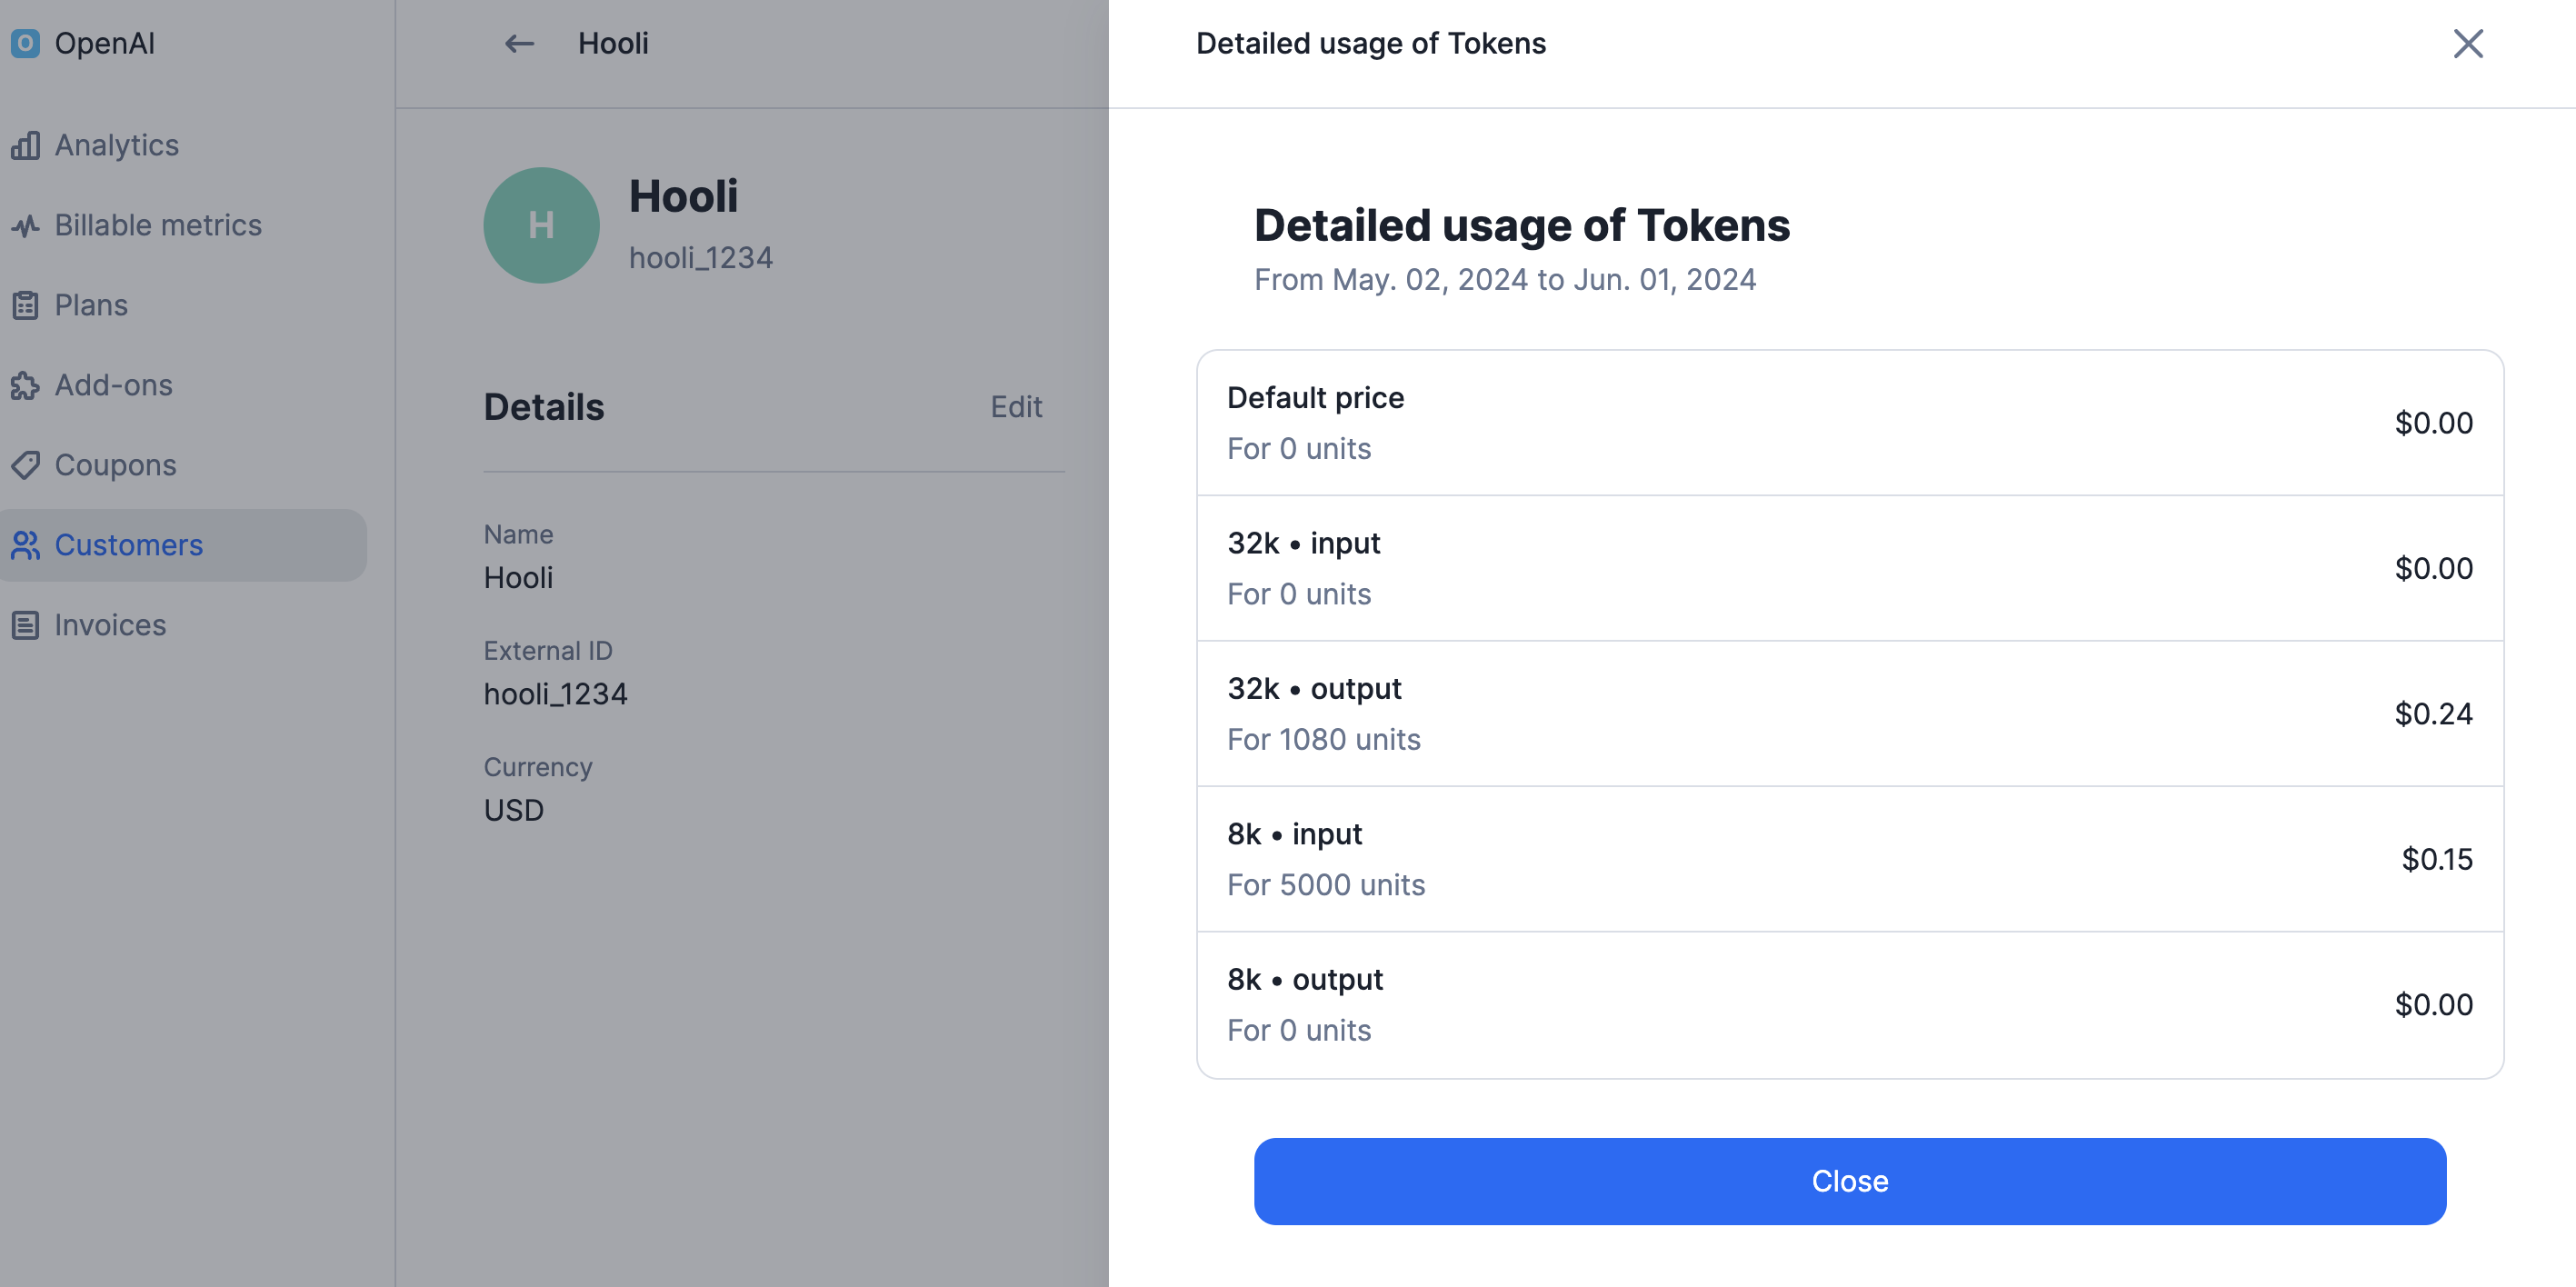 O OpenAI
Analytics
Billable metrics
Plans
Add-ons
Coupons
Customers
Invoices
Hooli
H
Hooli
hooli_1234
Details
Edit
Name
Hooli
External ID
hooli_1234
Currency
USD
Detailed usage of Tokens
Detailed usage of Tokens
From May. 02, 2024 to Jun. 01, 2024
Default price
For 0 units
$0.00
32k • input
For 0 units
$0.00
32k • output
For 1080 units
$0.24
8k • input
For 5000 units
$0.15
8k • output
For 0 units
$0.00
Close